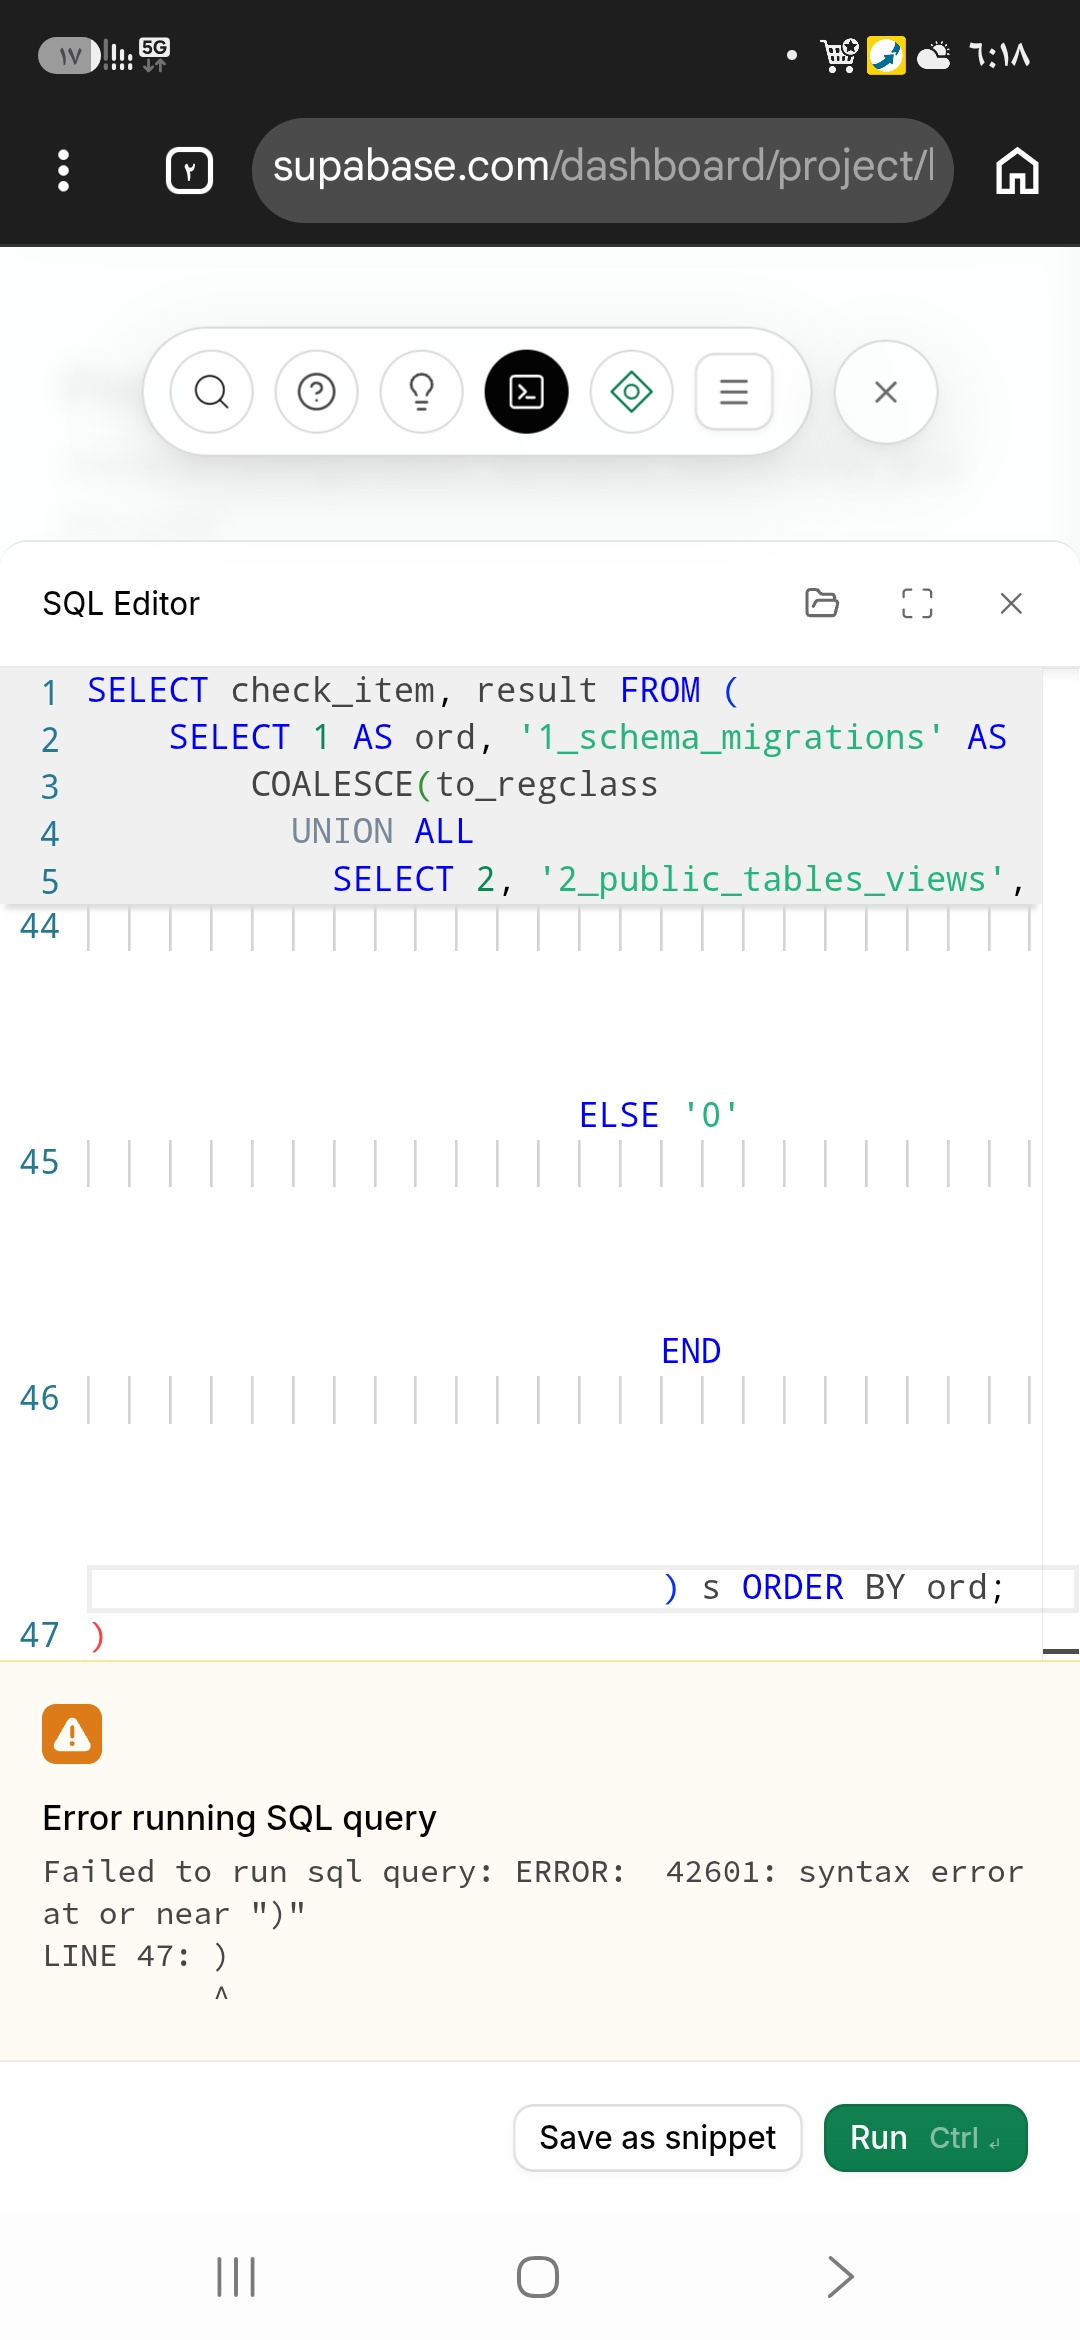 ١٧ 5G ٦:١٨
٢ supabase.com/dashboard/project/l
SQL Editor
1 SELECT check_item, result FROM (
2 SELECT 1 AS ord, '1_schema_migrations' AS
3 COALESCE(to_regclass
4 UNION ALL
5 SELECT 2, '2_public_tables_views',
44
ELSE '0'
45
END
46
) s ORDER BY ord;
47 )
Error running SQL query
Failed to run sql query: ERROR:  42601: syntax error
at or near ")"
LINE 47: )
^
Save as snippet Run Ctrl ↵